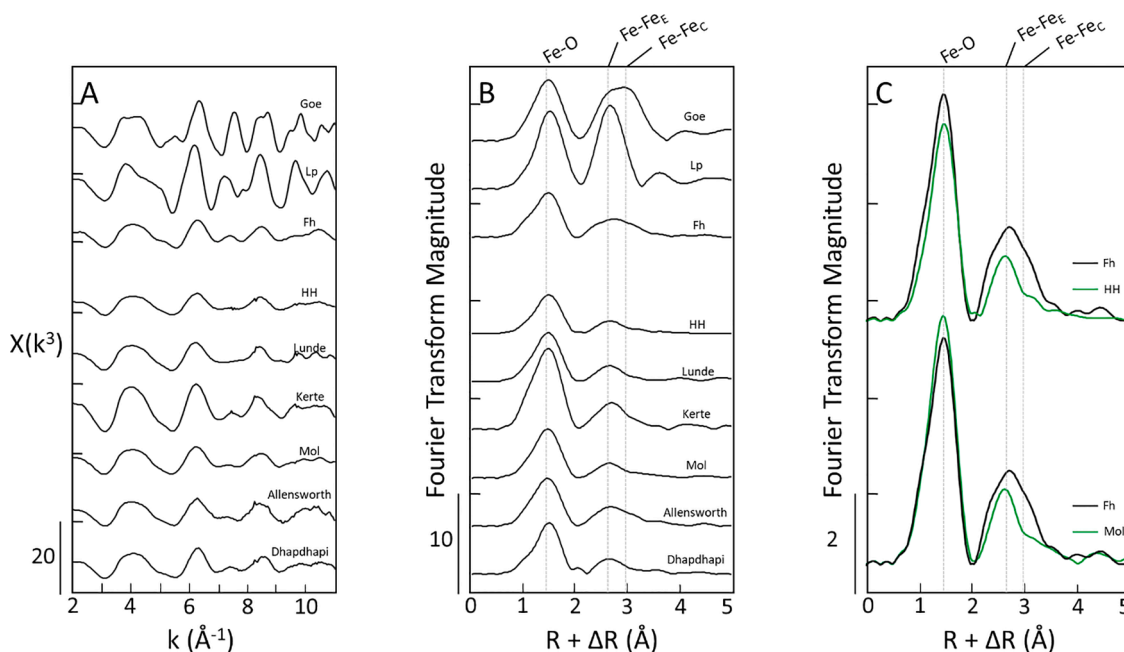 A
Goe
Lp
Fh
HH
Lunde
Kerte
Mol
Allensworth
Dhapdhapi
X(k³)
20
2 4 6 8 10
k (Å⁻¹)
Fe-O
Fe-FeE
Fe-FeC
B
Goe
Lp
Fh
HH
Lunde
Kerte
Mol
Allensworth
Dhapdhapi
Fourier Transform Magnitude
10
0 1 2 3 4 5
R + ΔR (Å)
Fe-O
Fe-FeE
Fe-FeC
C
Fh
HH
Fh
Mol
Fourier Transform Magnitude
2
0 1 2 3 4 5
R + ΔR (Å)